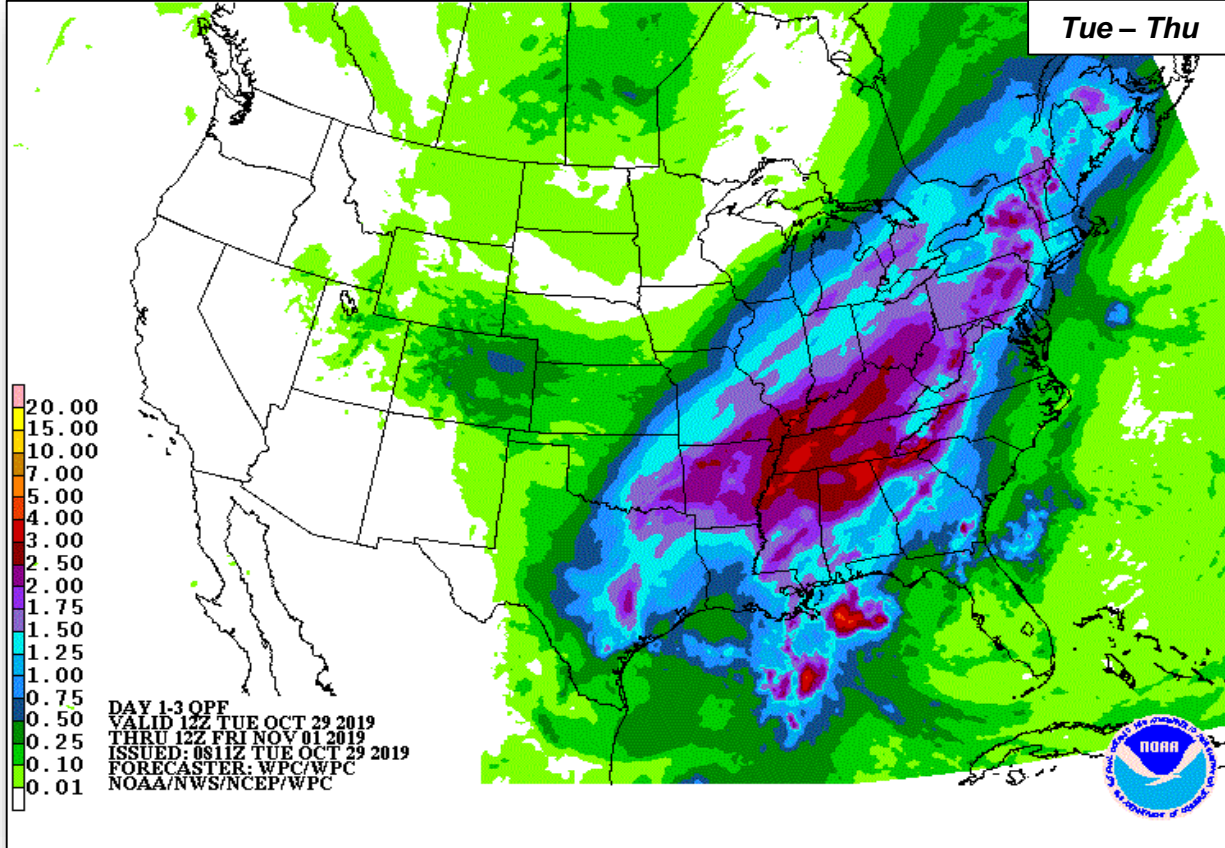 Tue – Thu
20.00
15.00
10.00
7.00
5.00
4.00
3.00
2.50
2.00
1.75
1.50
1.25
1.00
0.75
0.50
0.25
0.10
0.01
DAY 1-3 QPF
VALID 12Z TUE OCT 29 2019
THRU 12Z FRI NOV 01 2019
ISSUED: 0811Z TUE OCT 29 2019
FORECASTER: WPC/WPC
NOAA/NWS/NCEP/WPC
NOAA